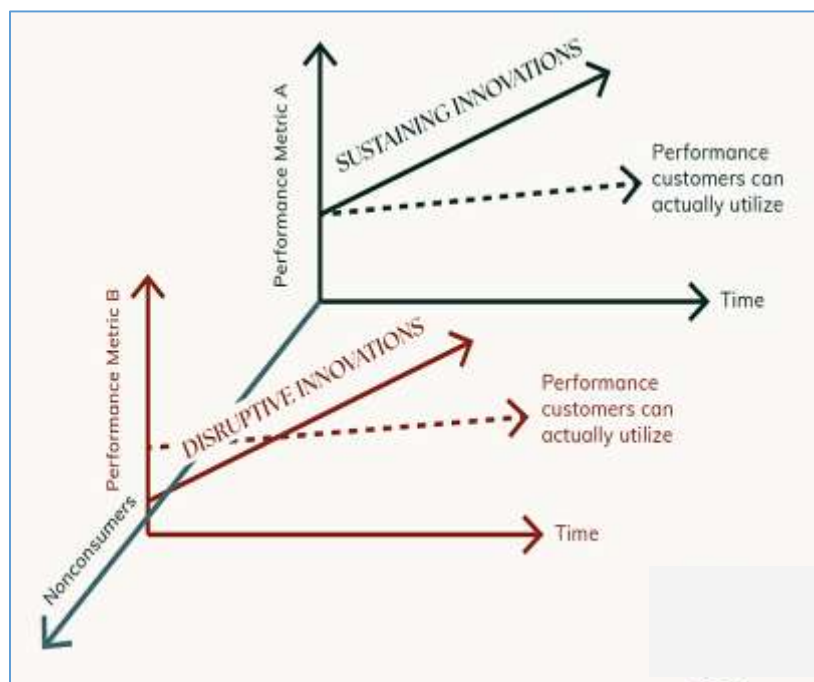 Performance Metric A
SUSTAINING INNOVATIONS
Performance
customers can
actually utilize
Time
Performance Metric B
DISRUPTIVE INNOVATIONS
Performance
customers can
actually utilize
Time
Nonconsumers